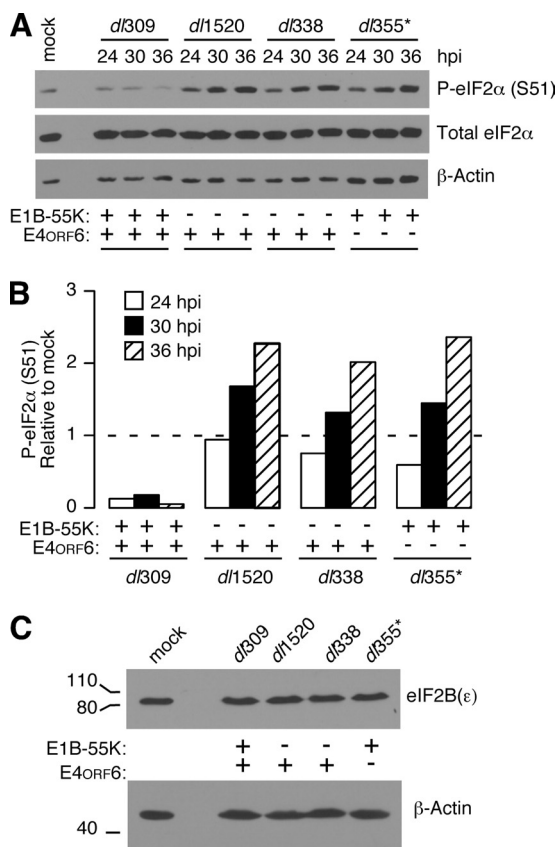 A
mock
dl309 dl1520 dl338 dl355*
24 30 36 24 30 36 24 30 36 24 30 36 hpi
P-eIF2α (S51)
Total eIF2α
β-Actin
E1B-55K: + + + - - - - - - + + +
E4ORF6: + + + + + + + + + - - -
B
P-eIF2α (S51)
Relative to mock
3
2
1
0
24 hpi
30 hpi
36 hpi
E1B-55K: + + + - - - - - - + + +
E4ORF6: + + + + + + + + + - - -
dl309 dl1520 dl338 dl355*
C
mock dl309 dl1520 dl338 dl355*
110
80
eIF2B(ε)
E1B-55K: + - - +
E4ORF6: + + + -
β-Actin
40